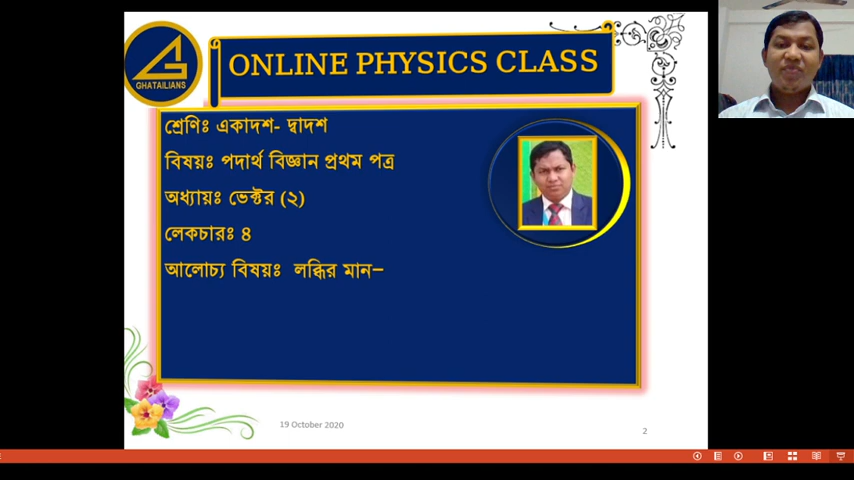 GHATAILIANS
ONLINE PHYSICS CLASS
শ্রেণিঃ একাদশ- দ্বাদশ
বিষয়ঃ পদার্থ বিজ্ঞান প্রথম পত্র
অধ্যায়ঃ ভেক্টর (২)
লেকচারঃ ৪
আলোচ্য বিষয়ঃ লব্ধির মান–
19 October 2020
2